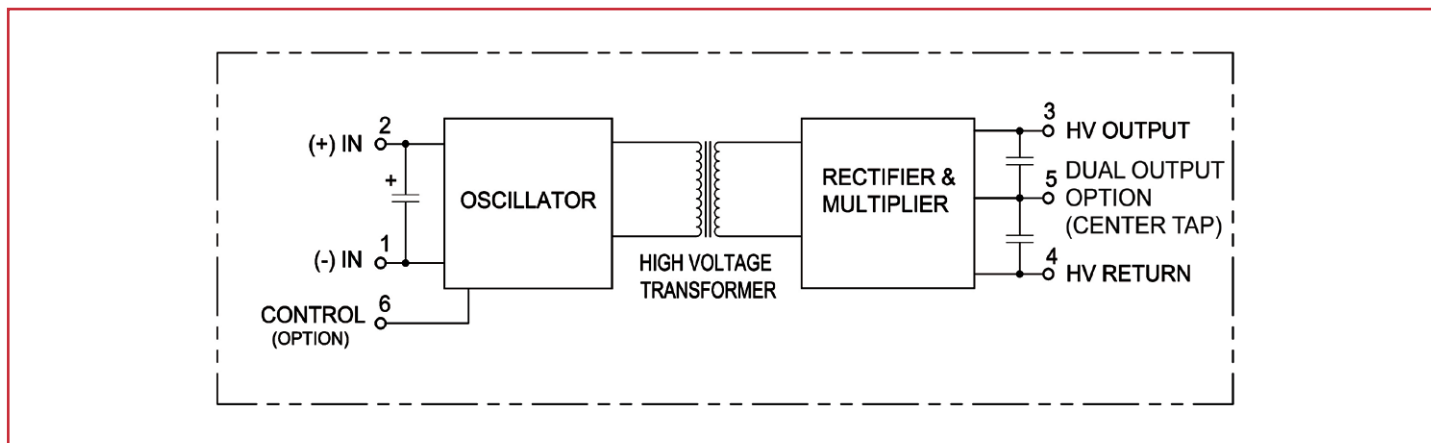 2
(+) IN
+
1
(-) IN
6
CONTROL
(OPTION)
OSCILLATOR
HIGH VOLTAGE
TRANSFORMER
RECTIFIER &
MULTIPLIER
3
HV OUTPUT
5
DUAL OUTPUT
OPTION
(CENTER TAP)
4
HV RETURN